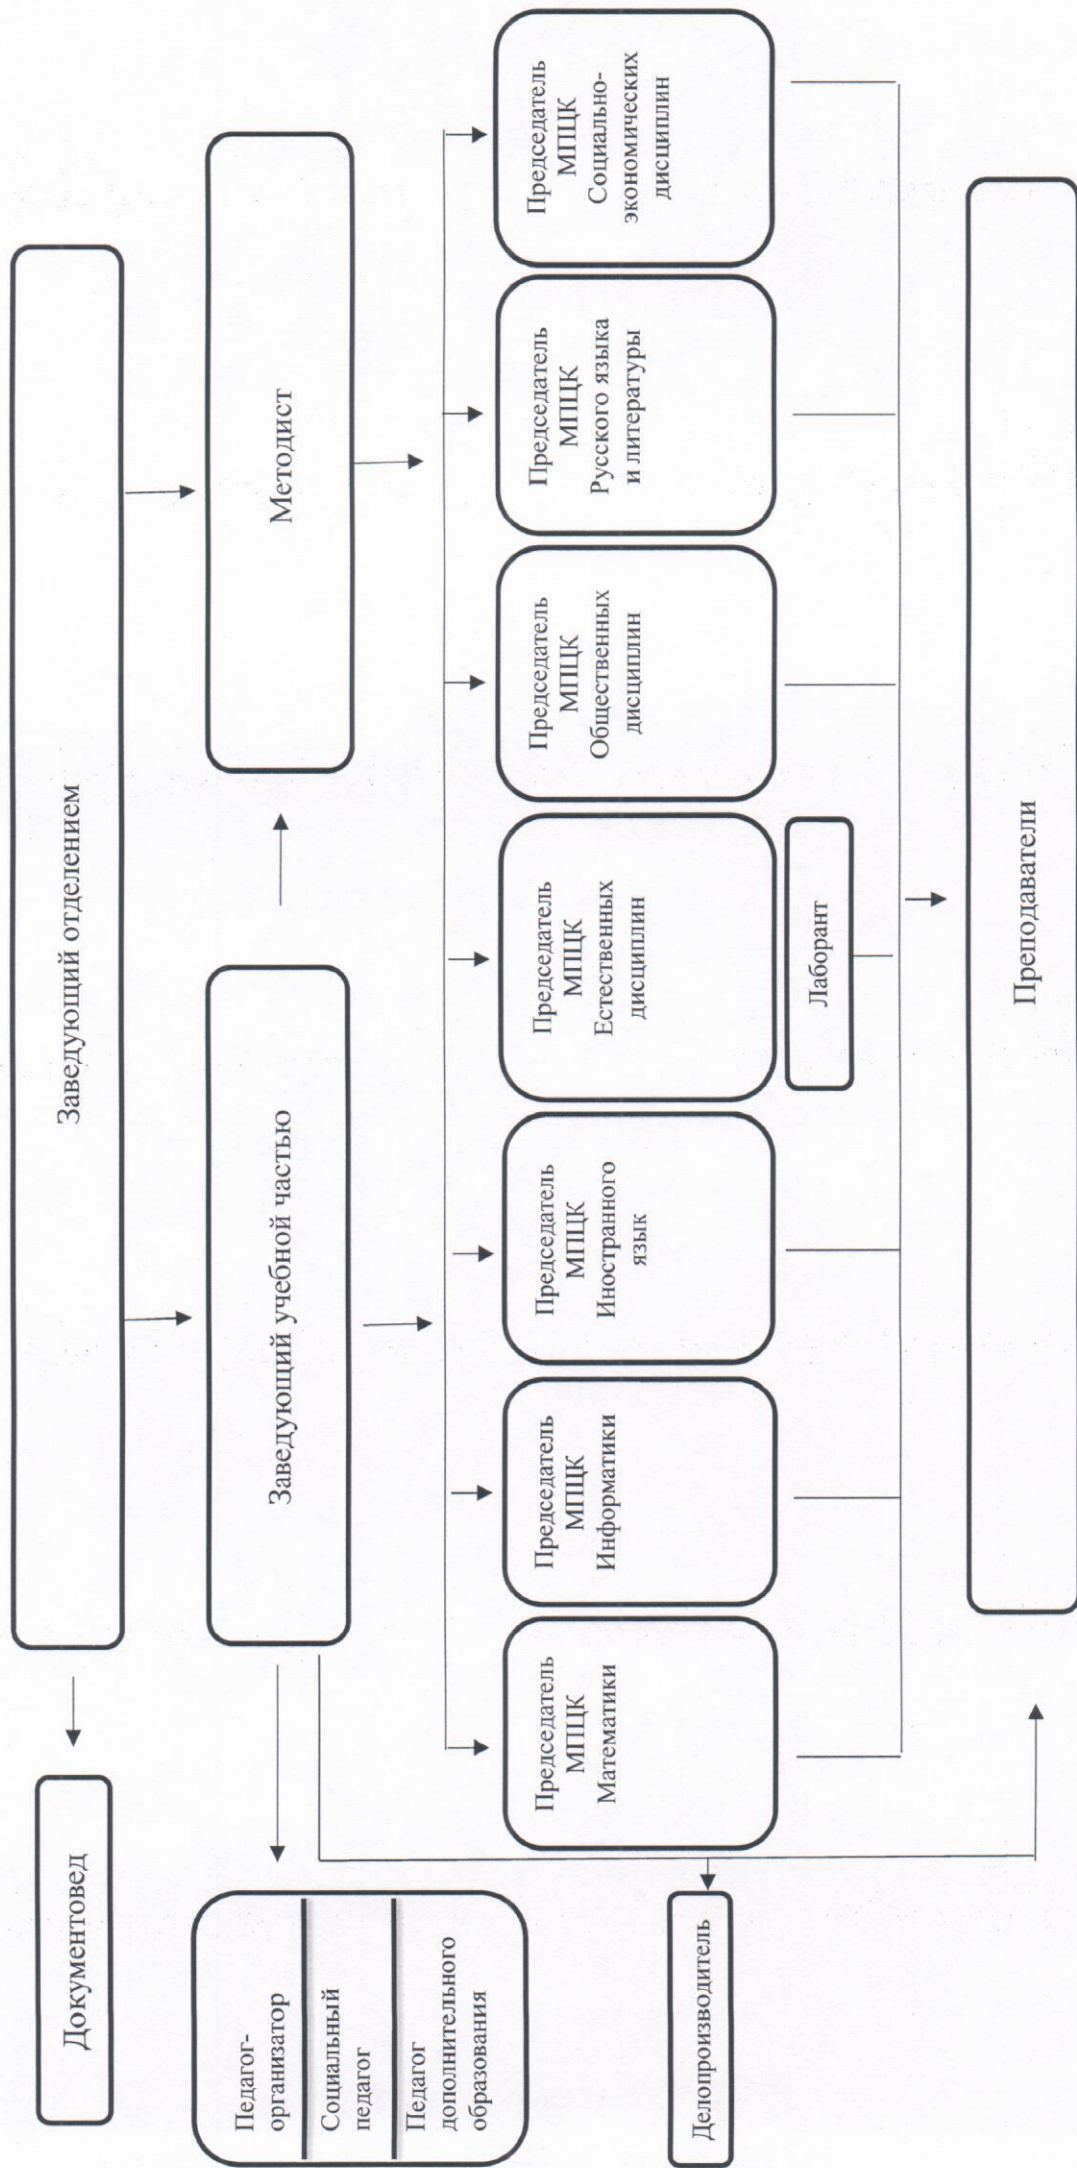 Заведующий отделением
Документовед
Заведующий учебной частью
Методист
Педагог-
организатор
Социальный
педагог
Педагог
дополнительного
образования
Председатель
МПЦК
Математики
Председатель
МПЦК
Информатики
Председатель
МПЦК
Иностранного
язык
Председатель
МПЦК
Естественных
дисциплин
Председатель
МПЦК
Общественных
дисциплин
Председатель
МПЦК
Русского языка
и литературы
Председатель
МПЦК
Социально-
экономических
дисциплин
Лаборант
Делопроизводитель
Преподаватели